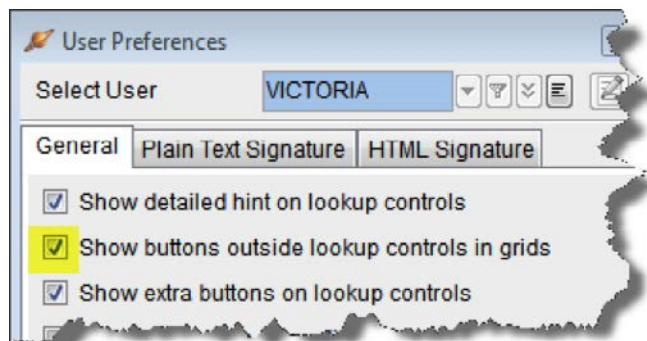 User Preferences
Select User VICTORIA
General Plain Text Signature HTML Signature
Show detailed hint on lookup controls
Show buttons outside lookup controls in grids
Show extra buttons on lookup controls